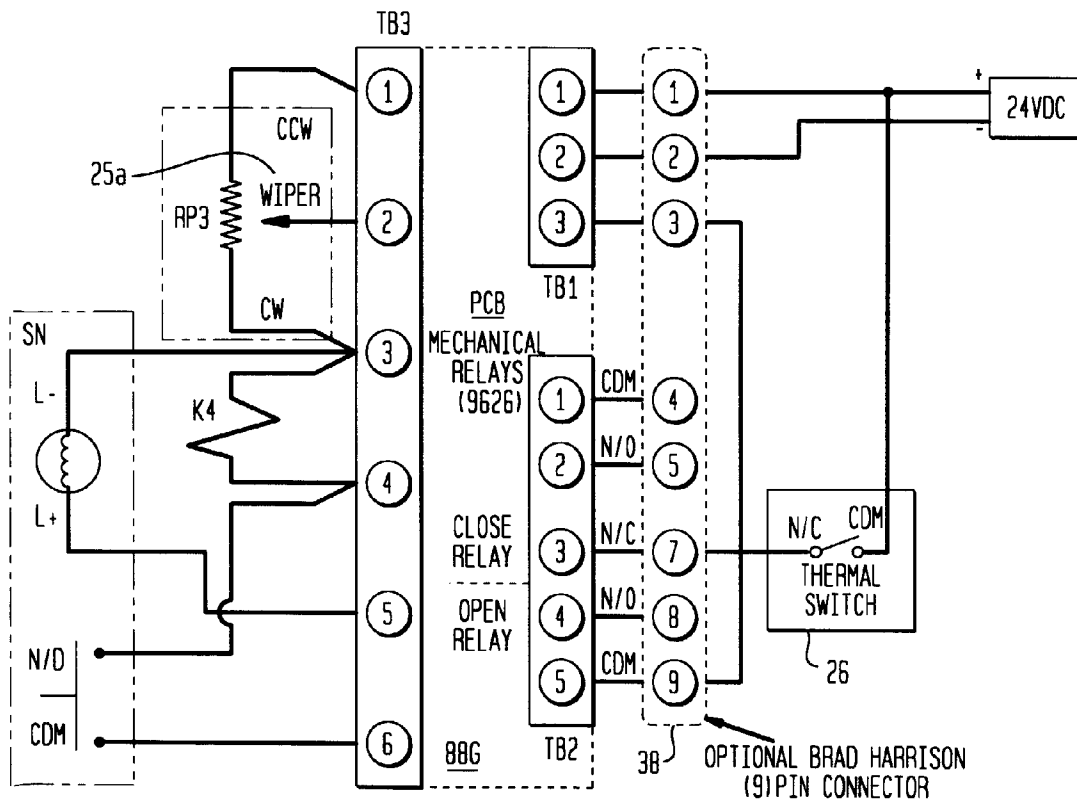 TB3
1
CCW
25a
WIPER
RP3
2
CW
SN
3
L-
K4
L+
4
5
N/D
CDM
6
PCB
MECHANICAL
RELAYS
(9626)
CLOSE
RELAY
OPEN
RELAY
88G
1
2
3
TB1
1
2
3
4
5
TB2
CDM
N/O
N/C
N/O
CDM
1
2
3
4
5
7
8
9
38
+
-
24VDC
N/C
CDM
THERMAL
SWITCH
26
OPTIONAL BRAD HARRISON
(9)PIN CONNECTOR